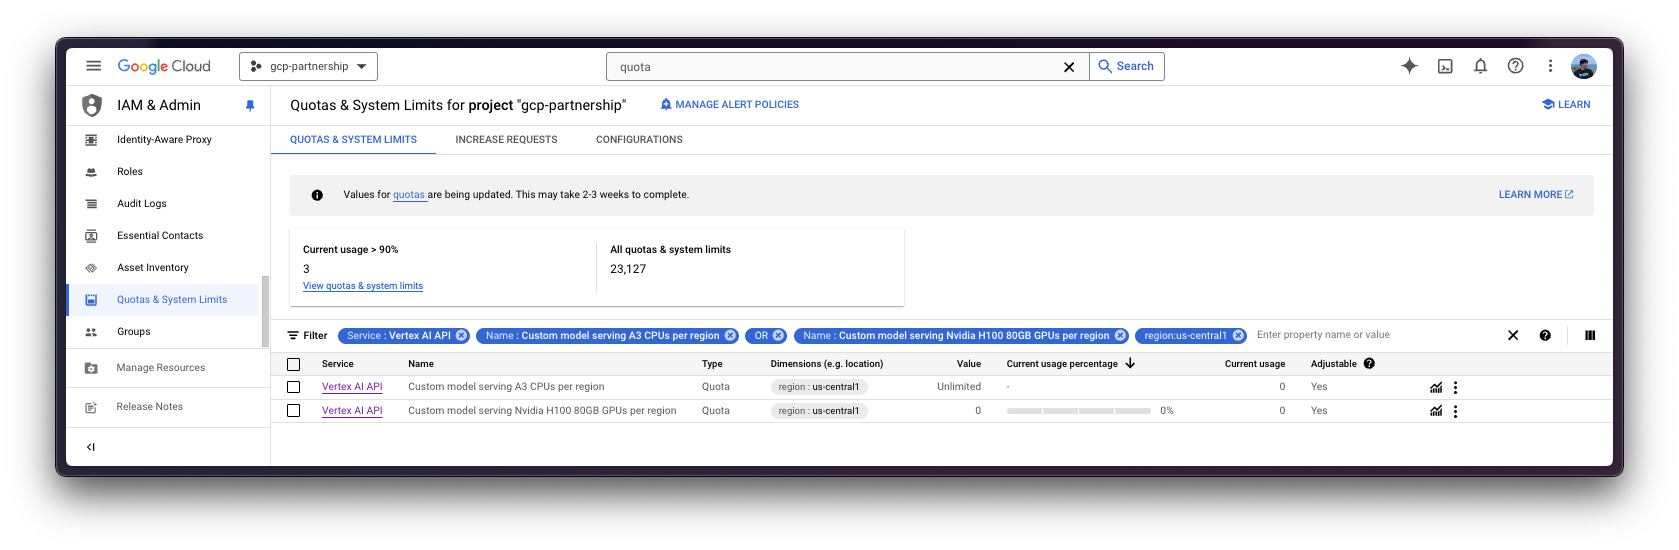 Google Cloud
gcp-partnership
quota
Search
IAM & Admin
Quotas & System Limits for project "gcp-partnership"
MANAGE ALERT POLICIES
LEARN
Identity-Aware Proxy
Roles
Audit Logs
Essential Contacts
Asset Inventory
Quotas & System Limits
Groups
Manage Resources
Release Notes
QUOTAS & SYSTEM LIMITS
INCREASE REQUESTS
CONFIGURATIONS
Values for quotas are being updated. This may take 2-3 weeks to complete.
LEARN MORE
Current usage > 90%
3
View quotas & system limits
All quotas & system limits
23,127
Filter
Service : Vertex AI API
Name : Custom model serving A3 CPUs per region
OR
Name : Custom model serving Nvidia H100 80GB GPUs per region
region:us-central1
Enter property name or value
Service Name Type Dimensions (e.g. location) Value Current usage percentage Current usage Adjustable
Vertex AI API Custom model serving A3 CPUs per region Quota region : us-central1 Unlimited - 0 Yes
Vertex AI API Custom model serving Nvidia H100 80GB GPUs per region Quota region : us-central1 0 0% 0 Yes